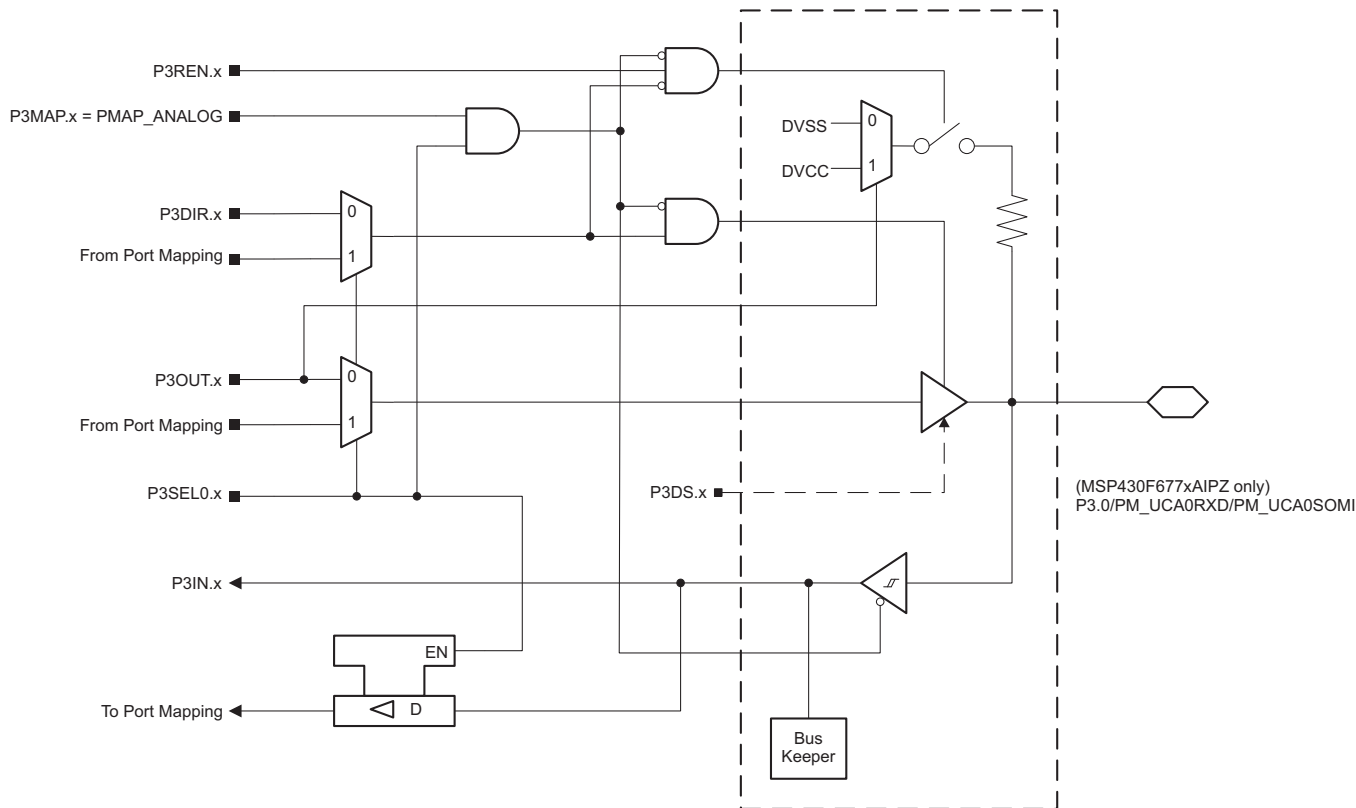 P3REN.x
P3MAP.x = PMAP_ANALOG
DVSS
0
DVCC
1
P3DIR.x
0
From Port Mapping
1
P3OUT.x
0
From Port Mapping
1
P3SEL0.x
P3DS.x
(MSP430F677xAIPZ only)
P3.0/PM_UCA0RXD/PM_UCA0SOMI
P3IN.x
EN
To Port Mapping
D
Bus
Keeper